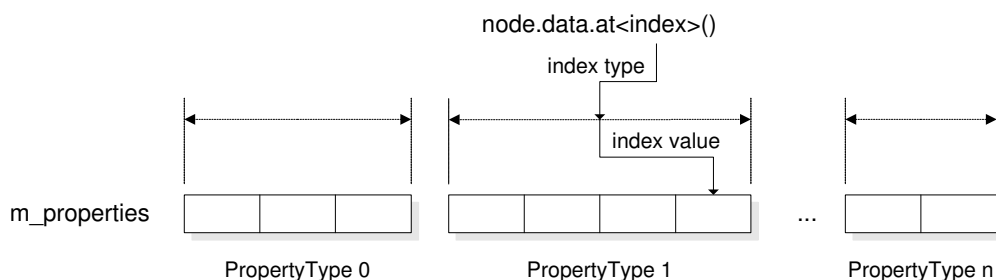 node.data.at<index>()
index type
index value
m_properties
...
PropertyType 0
PropertyType 1
PropertyType n